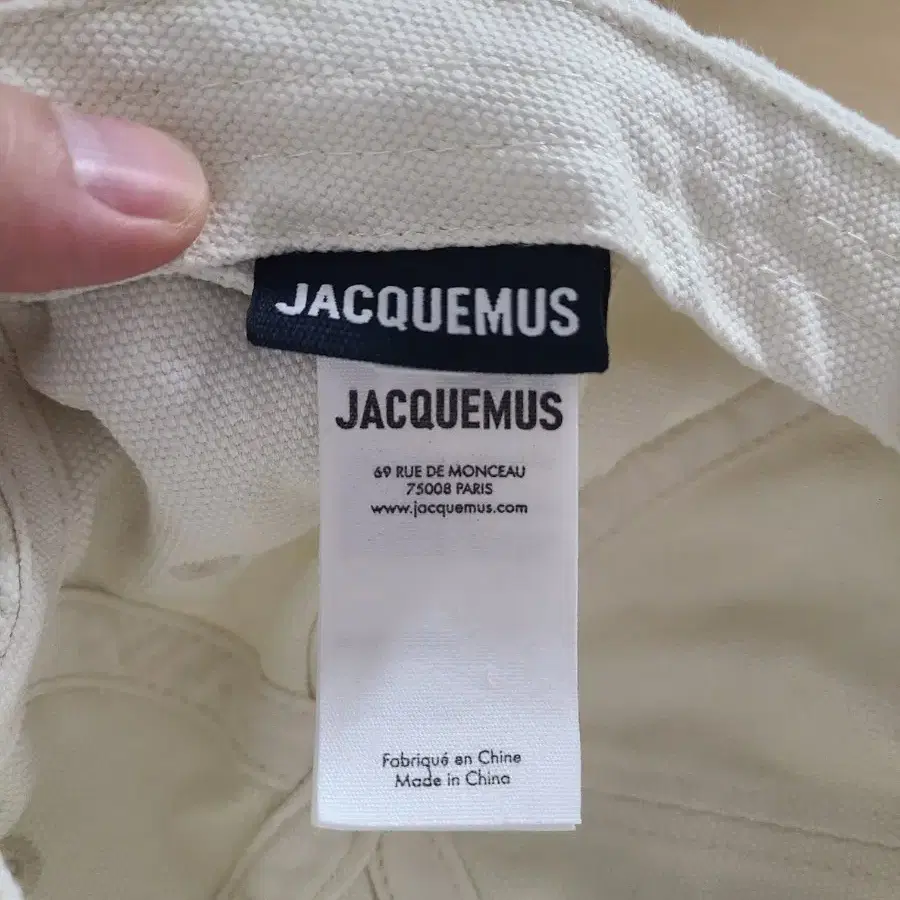 JACQUEMUS
JACQUEMUS
69 RUE DE MONCEAU
75008 PARIS
www.jacquemus.com
Fabriqué en Chine
Made in China